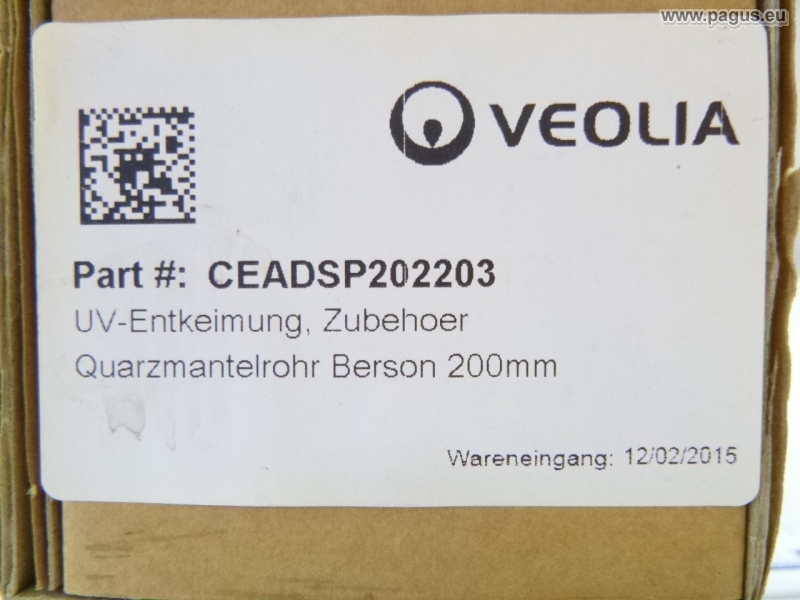 www.pagus.eu
VEOLIA
Part #: CEADSP202203
UV-Entkeimung, Zubehoer
Quarzmantelrohr Berson 200mm
Wareneingang: 12/02/2015